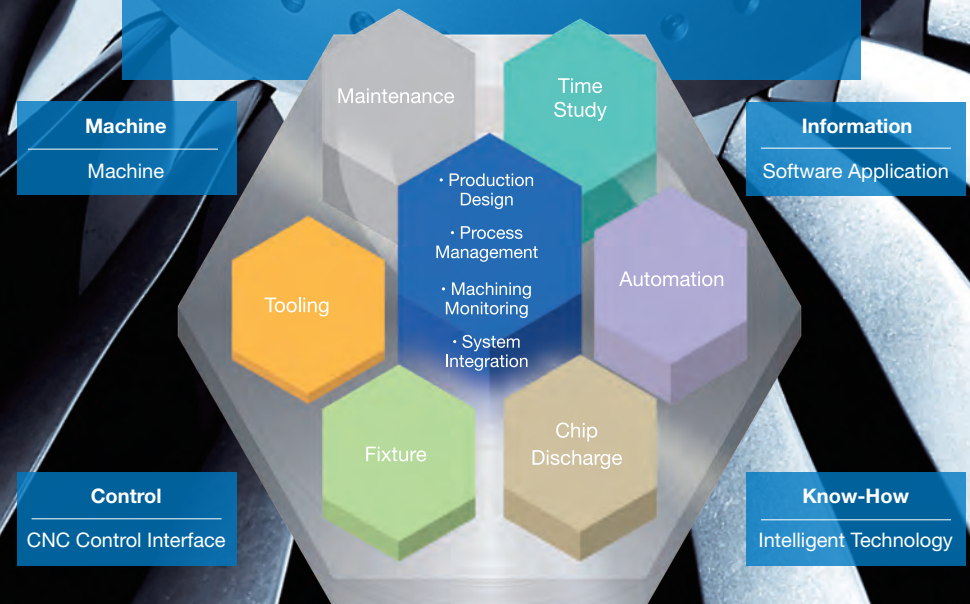 Maintenance
Time
Study
Machine
Machine
Information
Software Application
· Production
Design
· Process
Management
· Machining
Monitoring
· System
Integration
Tooling
Automation
Fixture
Chip
Discharge
Control
CNC Control Interface
Know-How
Intelligent Technology